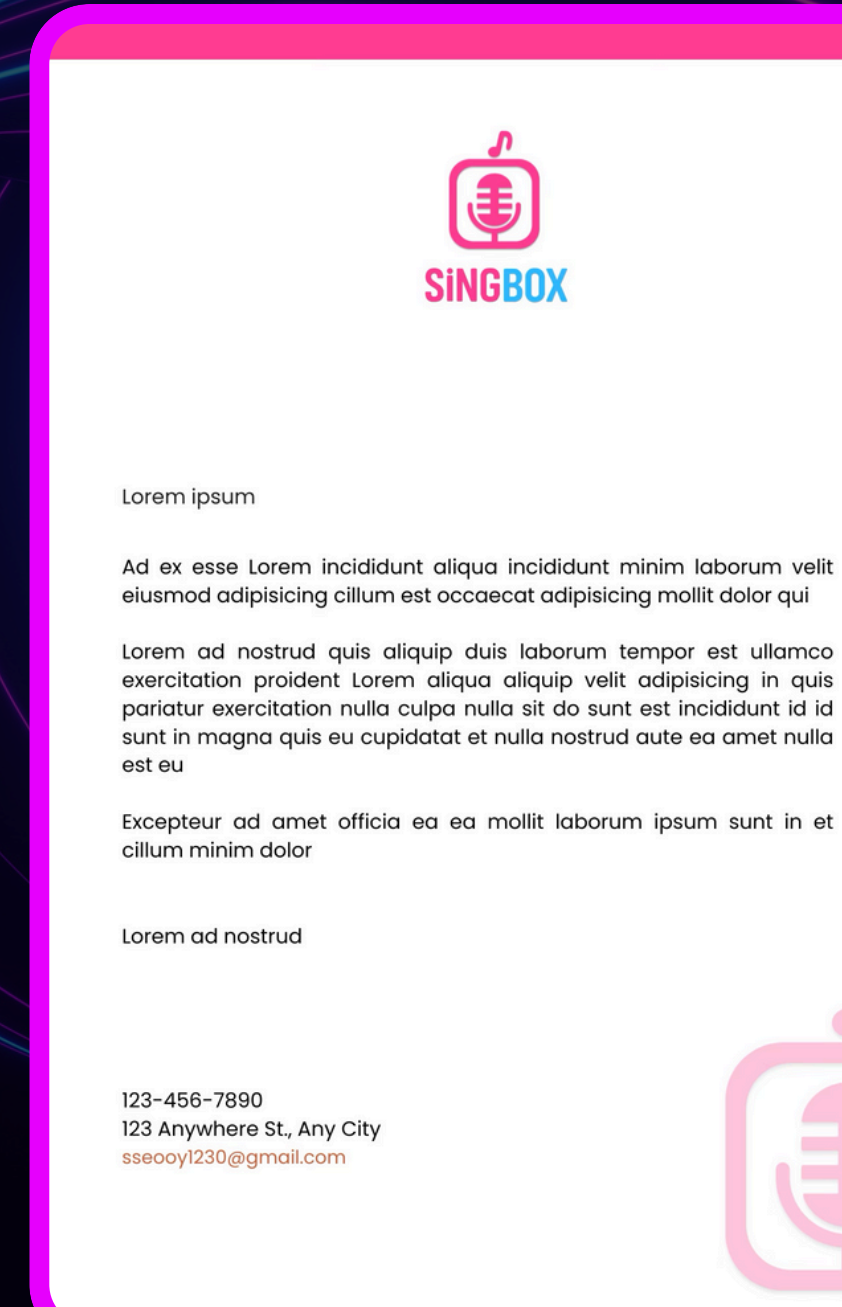 SiNGBOX
Lorem ipsum
Ad ex esse Lorem incididunt aliqua incididunt minim laborum velit
eiusmod adipisicing cillum est occaecat adipisicing mollit dolor qui
Lorem ad nostrud quis aliquip duis laborum tempor est ullamco
exercitation proident Lorem aliqua aliquip velit adipisicing in quis
pariatur exercitation nulla culpa nulla sit do sunt est incididunt id id
sunt in magna quis eu cupidatat et nulla nostrud aute ea amet nulla
est eu
Excepteur ad amet officia ea ea mollit laborum ipsum sunt in et
cillum minim dolor
Lorem ad nostrud
123-456-7890
123 Anywhere St., Any City
sseooy1230@gmail.com